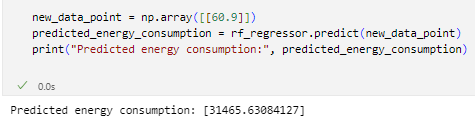 new_data_point = np.array([[60.9]])
predicted_energy_consumption = rf_regressor.predict(new_data_point)
print("Predicted energy consumption:", predicted_energy_consumption)
✓ 0.0s
Predicted energy consumption: [31465.63084127]